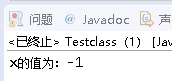 问题 @ Javadoc 声
<已终止> Testclass (1) [Jav
x的值为：-1